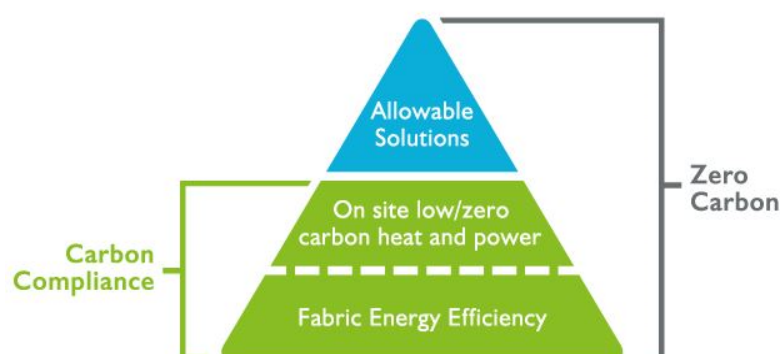 Allowable
Solutions
On site low/zero
carbon heat and power
Fabric Energy Efficiency
Carbon
Compliance
Zero
Carbon